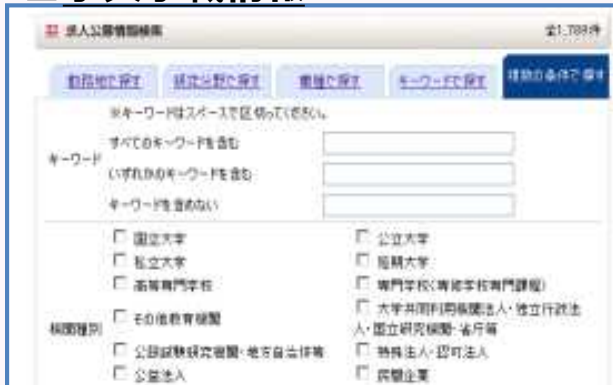 求人公募情報検索 全1,789件
勤務地で探す 研究分野で探す 職種で探す キーワードで探す 複数の条件で探す
※キーワードはスペースで区切ってください。
キーワード
すべてのキーワードを含む
いずれかのキーワードを含む
キーワードを含めない
機関種別
国立大学 公立大学
私立大学 短期大学
高等専門学校 専門学校(専修学校専門課程)
その他教育機関 大学共同利用機関法人・独立行政法
人・国立研究機関・省庁等
公設試験研究機関・地方自治体等 特殊法人・認可法人
公益法人 民間企業